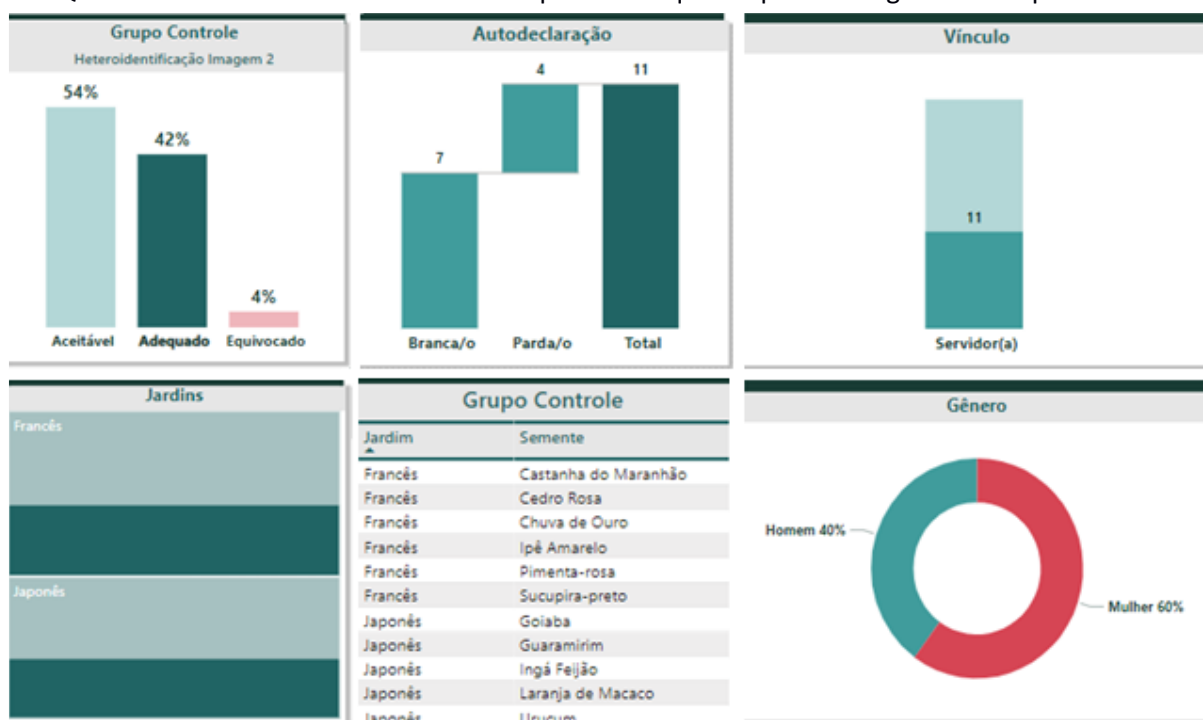 Grupo Controle
Heteroidentificação Imagem 2
54%
42%
4%
Aceitável Adequado Equivocado
Autodeclaração
7
4
11
Branca/o Parda/o Total
Vínculo
11
Servidor(a)
Jardins
Francês
Japonês
Grupo Controle
Jardim Semente
Francês Castanha do Maranhão
Francês Cedro Rosa
Francês Chuva de Ouro
Francês Ipê Amarelo
Francês Pimenta-rosa
Francês Sucupira-preto
Japonês Goiaba
Japonês Guaramirim
Japonês Ingá Feijão
Japonês Laranja de Macaco
Japonês Urucum
Gênero
Homem 40%
Mulher 60%